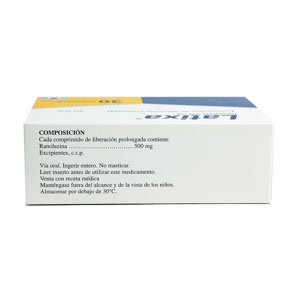 Latixa®
30
COMPOSICIÓN
Cada comprimido de liberación prolongada contiene:
Ranolazina ................................ 500 mg
Excipientes, c.s.p.
Vía oral. Ingerir entero. No masticar.
Leer inserto antes de utilizar este medicamento.
Venta con receta médica
Manténgase fuera del alcance y de la vista de los niños.
Almacenar por debajo de 30°C.